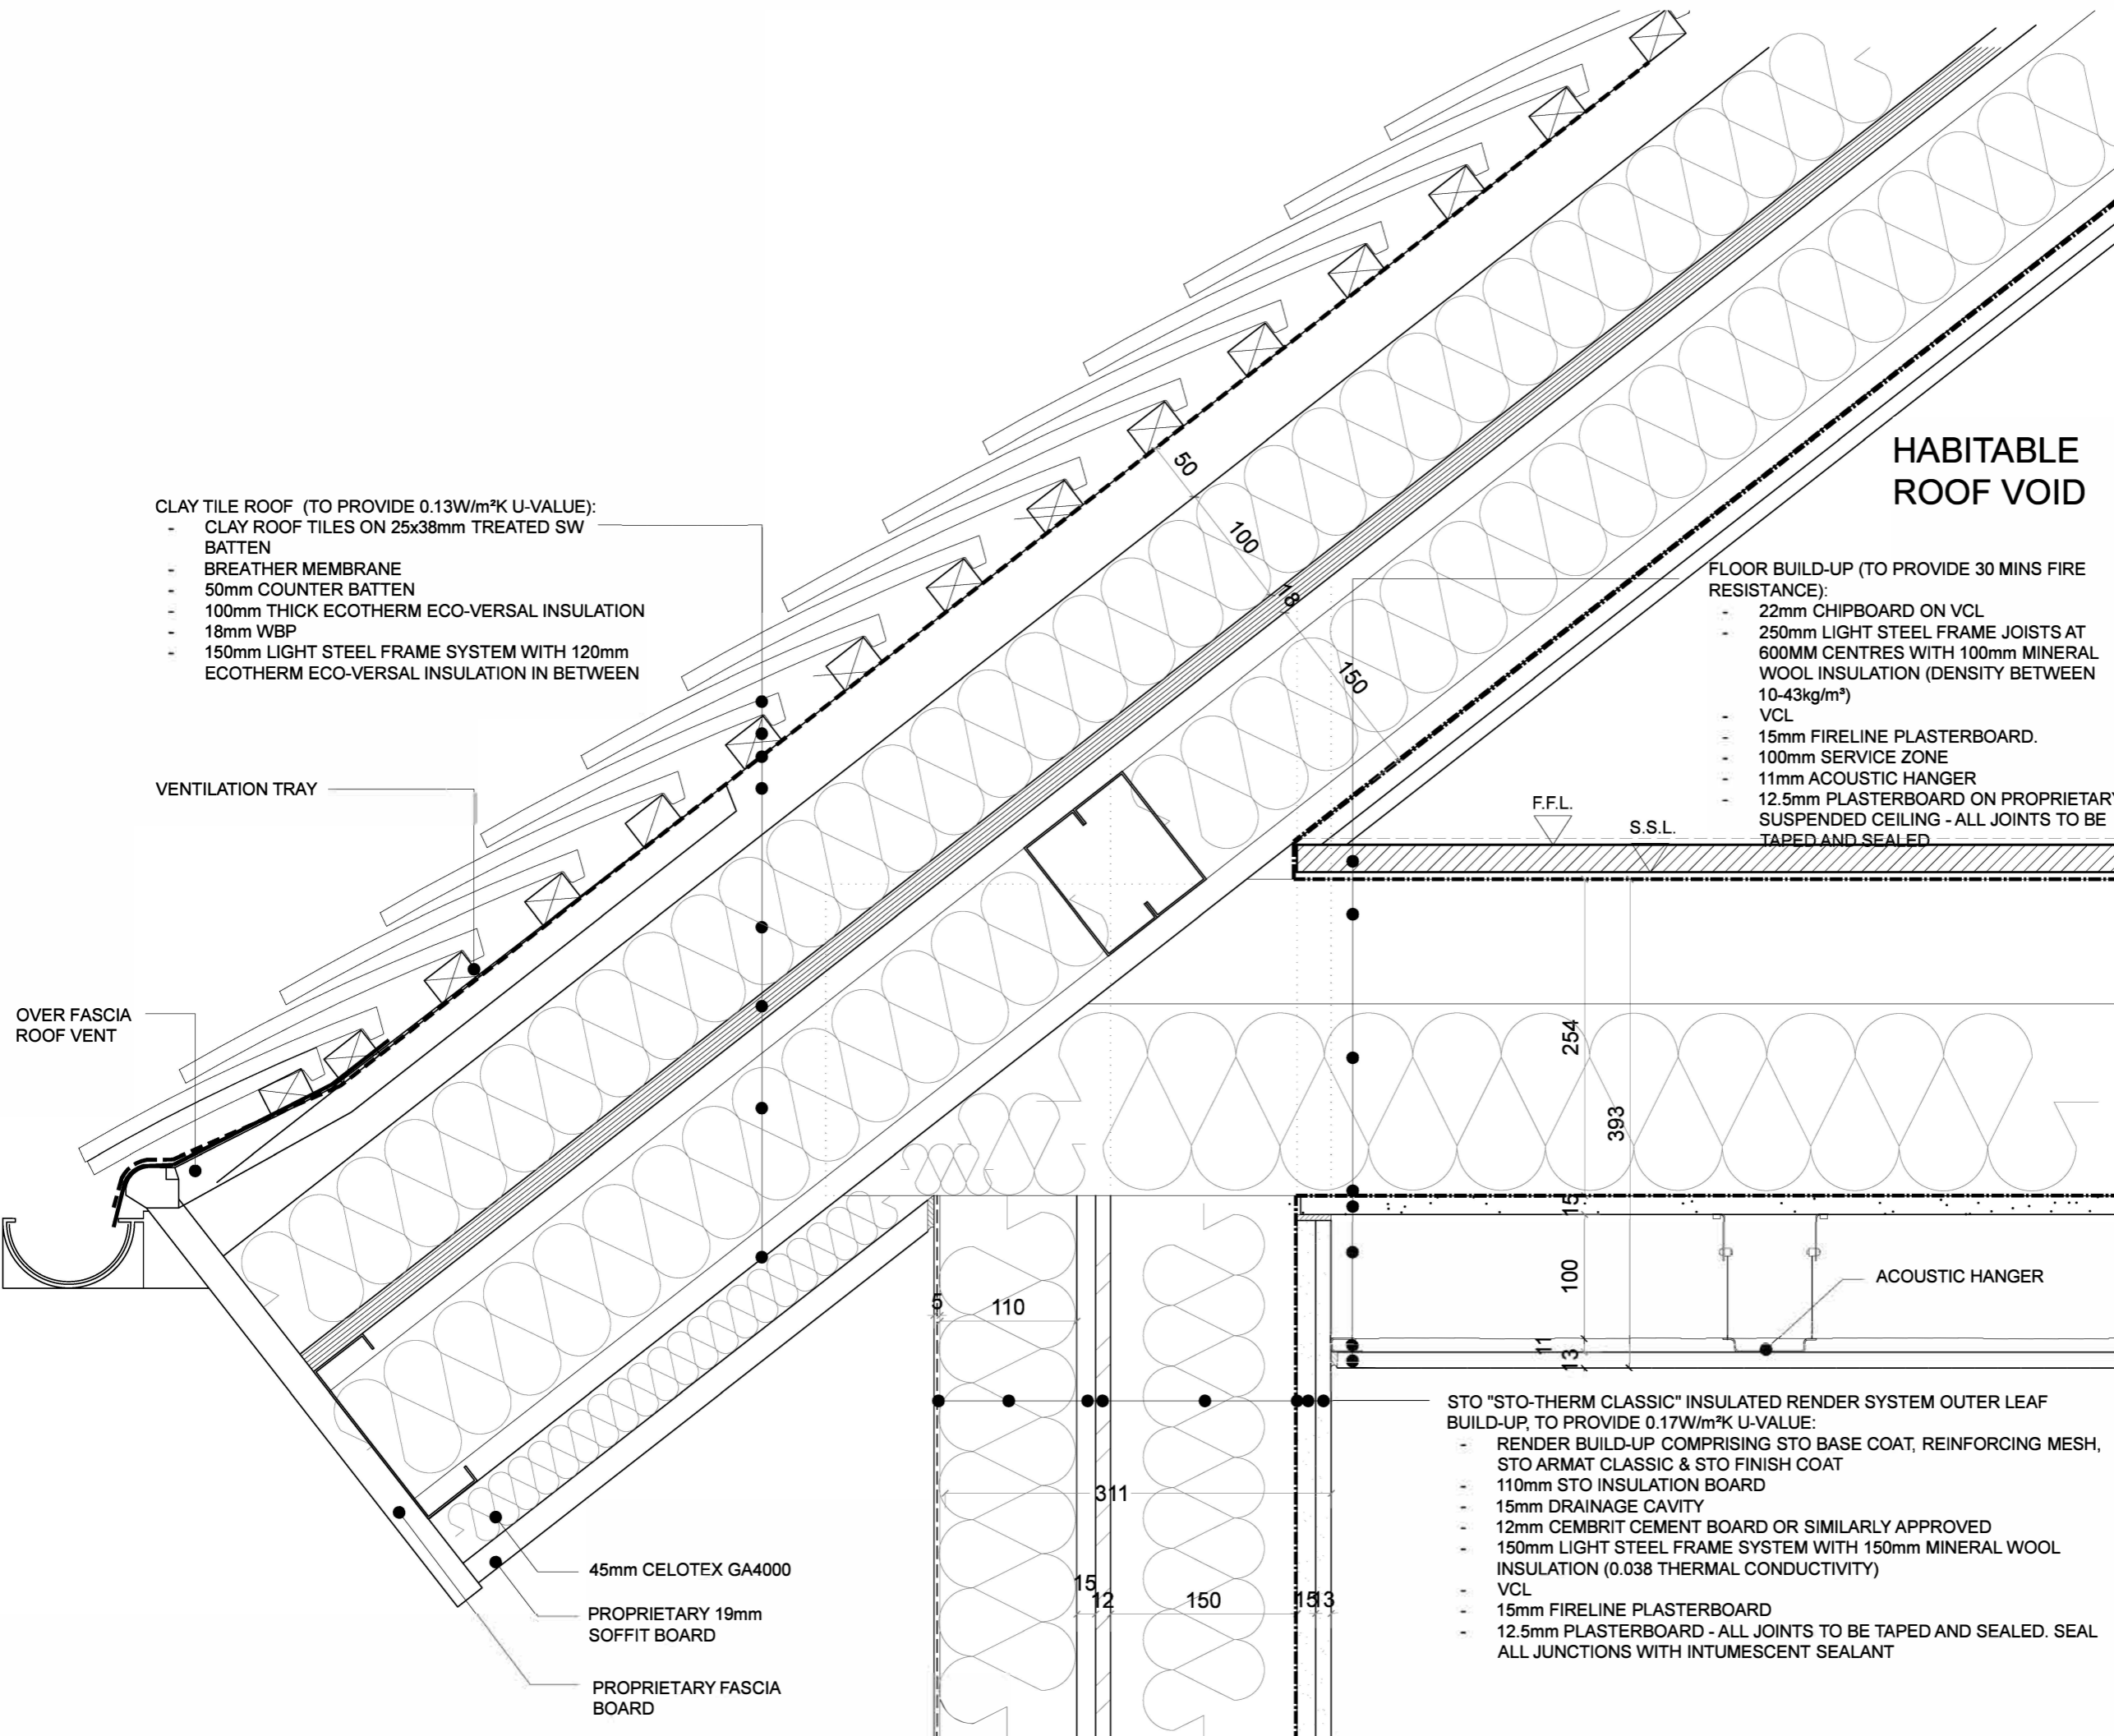 HABITABLE
ROOF VOID
CLAY TILE ROOF (TO PROVIDE 0.13W/m²K U-VALUE):
- CLAY ROOF TILES ON 25x38mm TREATED SW
BATTEN
- BREATHER MEMBRANE
- 50mm COUNTER BATTEN
- 100mm THICK ECOTHERM ECO-VERSAL INSULATION
- 18mm WBP
- 150mm LIGHT STEEL FRAME SYSTEM WITH 120mm
ECOTHERM ECO-VERSAL INSULATION IN BETWEEN
VENTILATION TRAY
OVER FASCIA
ROOF VENT
50
100
18
150
FLOOR BUILD-UP (TO PROVIDE 30 MINS FIRE
RESISTANCE):
- 22mm CHIPBOARD ON VCL
- 250mm LIGHT STEEL FRAME JOISTS AT
600MM CENTRES WITH 100mm MINERAL
WOOL INSULATION (DENSITY BETWEEN
10-43kg/m³)
- VCL
- 15mm FIRELINE PLASTERBOARD.
- 100mm SERVICE ZONE
- 11mm ACOUSTIC HANGER
- 12.5mm PLASTERBOARD ON PROPRIETARY
SUSPENDED CEILING - ALL JOINTS TO BE
TAPED AND SEALED
F.F.L.
S.S.L.
254
393
15
100
11
13
ACOUSTIC HANGER
5
110
311
15
12
150
15
13
STO "STO-THERM CLASSIC" INSULATED RENDER SYSTEM OUTER LEAF
BUILD-UP, TO PROVIDE 0.17W/m²K U-VALUE:
- RENDER BUILD-UP COMPRISING STO BASE COAT, REINFORCING MESH,
STO ARMAT CLASSIC & STO FINISH COAT
- 110mm STO INSULATION BOARD
- 15mm DRAINAGE CAVITY
- 12mm CEMBRIT CEMENT BOARD OR SIMILARLY APPROVED
- 150mm LIGHT STEEL FRAME SYSTEM WITH 150mm MINERAL WOOL
INSULATION (0.038 THERMAL CONDUCTIVITY)
- VCL
- 15mm FIRELINE PLASTERBOARD
- 12.5mm PLASTERBOARD - ALL JOINTS TO BE TAPED AND SEALED. SEAL
ALL JUNCTIONS WITH INTUMESCENT SEALANT
45mm CELOTEX GA4000
PROPRIETARY 19mm
SOFFIT BOARD
PROPRIETARY FASCIA
BOARD